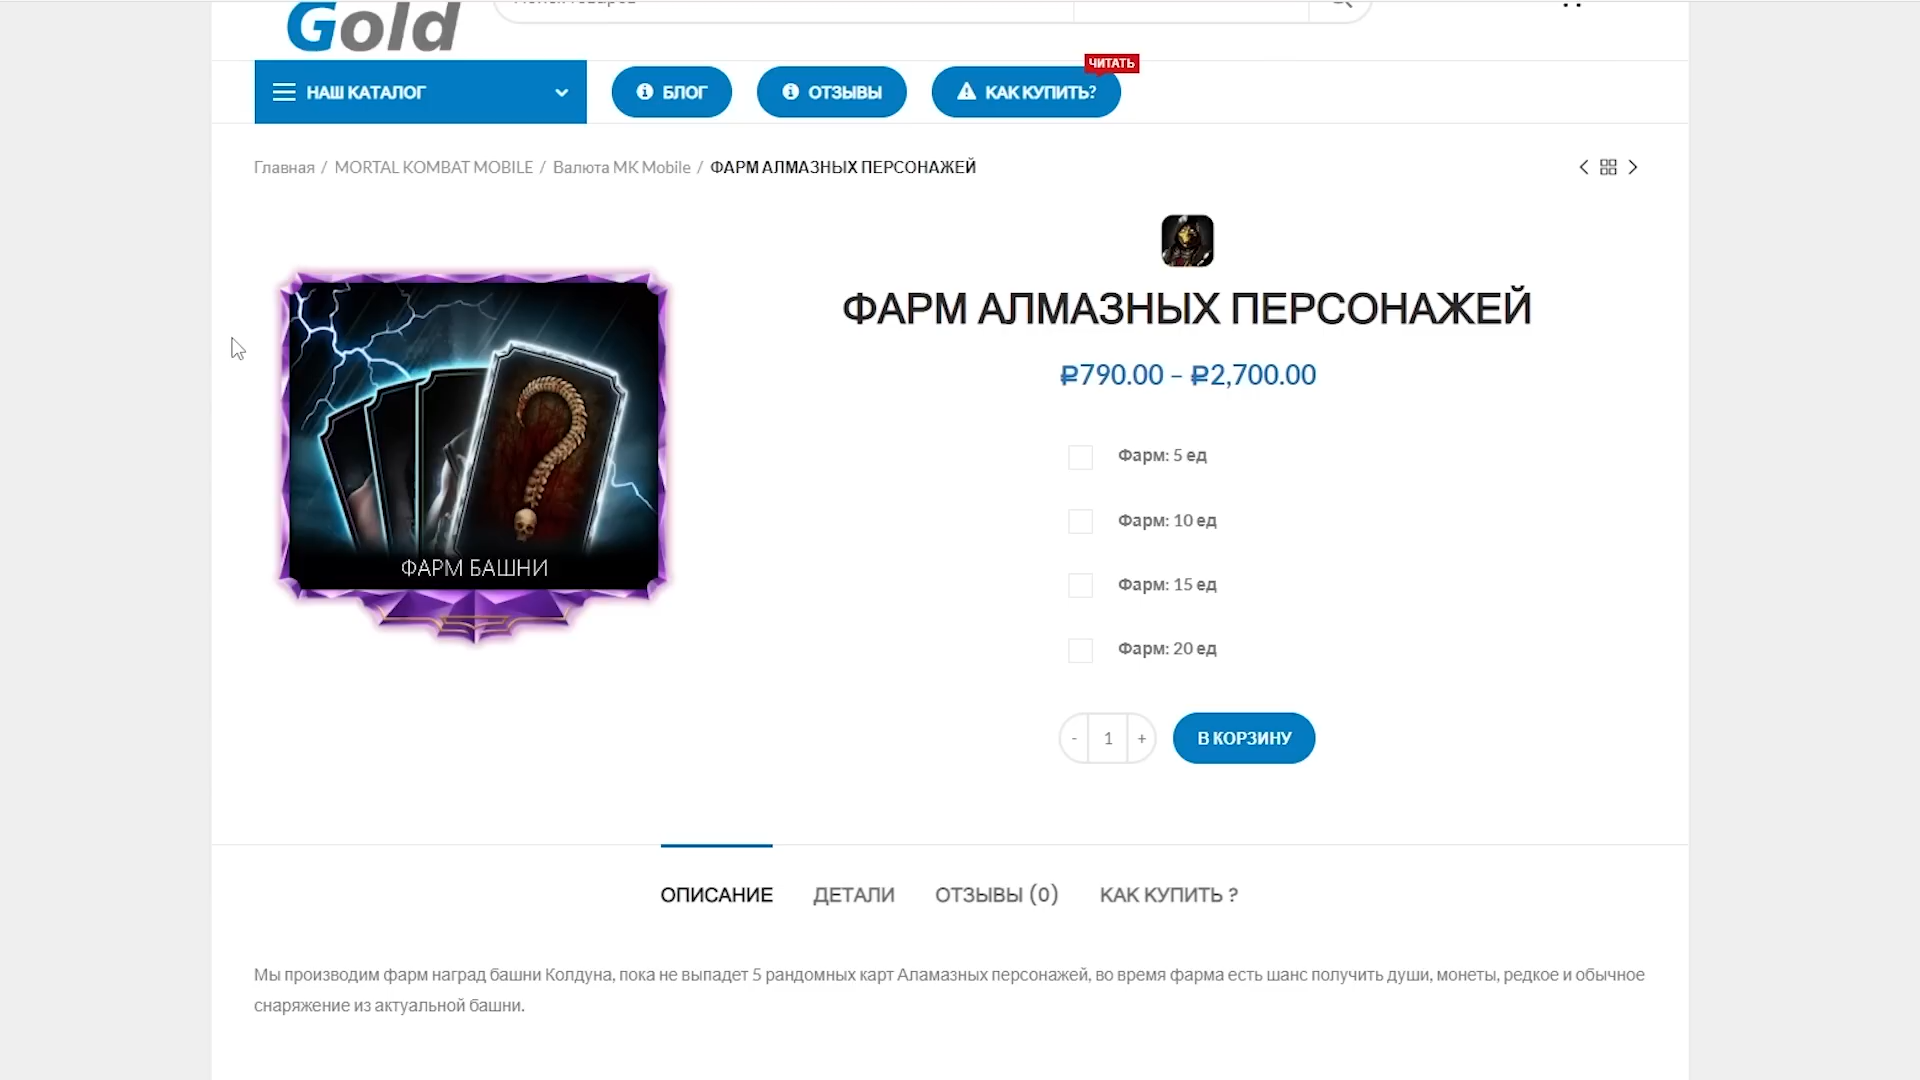 Gold
ЧИТАТЬ
НАШ КАТАЛОГ
БЛОГ
ОТЗЫВЫ
КАК КУПИТЬ?
Главная / MORTAL KOMBAT MOBILE / Валюта MK Mobile / ФАРМ АЛМАЗНЫХ ПЕРСОНАЖЕЙ
ФАРМ АЛМАЗНЫХ ПЕРСОНАЖЕЙ
₽790.00 – ₽2,700.00
Фарм: 5 ед
Фарм: 10 ед
Фарм: 15 ед
Фарм: 20 ед
ФАРМ БАШНИ
- 1 +
В КОРЗИНУ
ОПИСАНИЕ
ДЕТАЛИ
ОТЗЫВЫ (0)
КАК КУПИТЬ ?
Мы производим фарм наград башни Колдуна, пока не выпадет 5 рандомных карт Аламазных персонажей, во время фарма есть шанс получить души, монеты, редкое и обычное
снаряжение из актуальной башни.